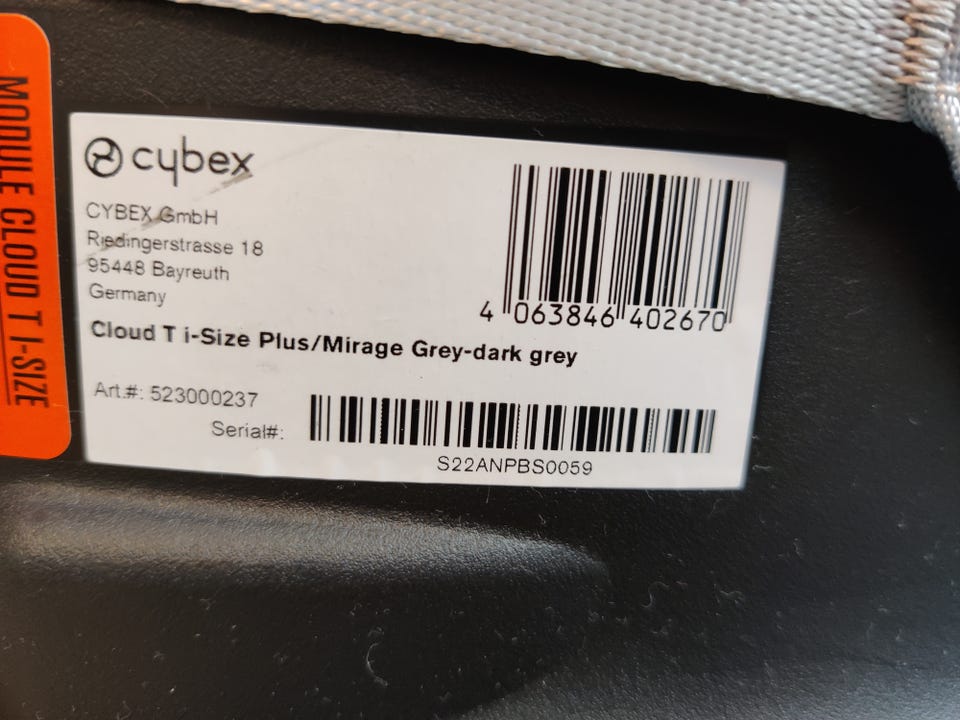 MODULE CLOUD T I-SIZE
cybex
CYBEX GmbH
Riedingerstrasse 18
95448 Bayreuth
Germany
4 063846 402670
Cloud T i-Size Plus/Mirage Grey-dark grey
Art.#: 523000237
Serial#:
S22ANPBS0059